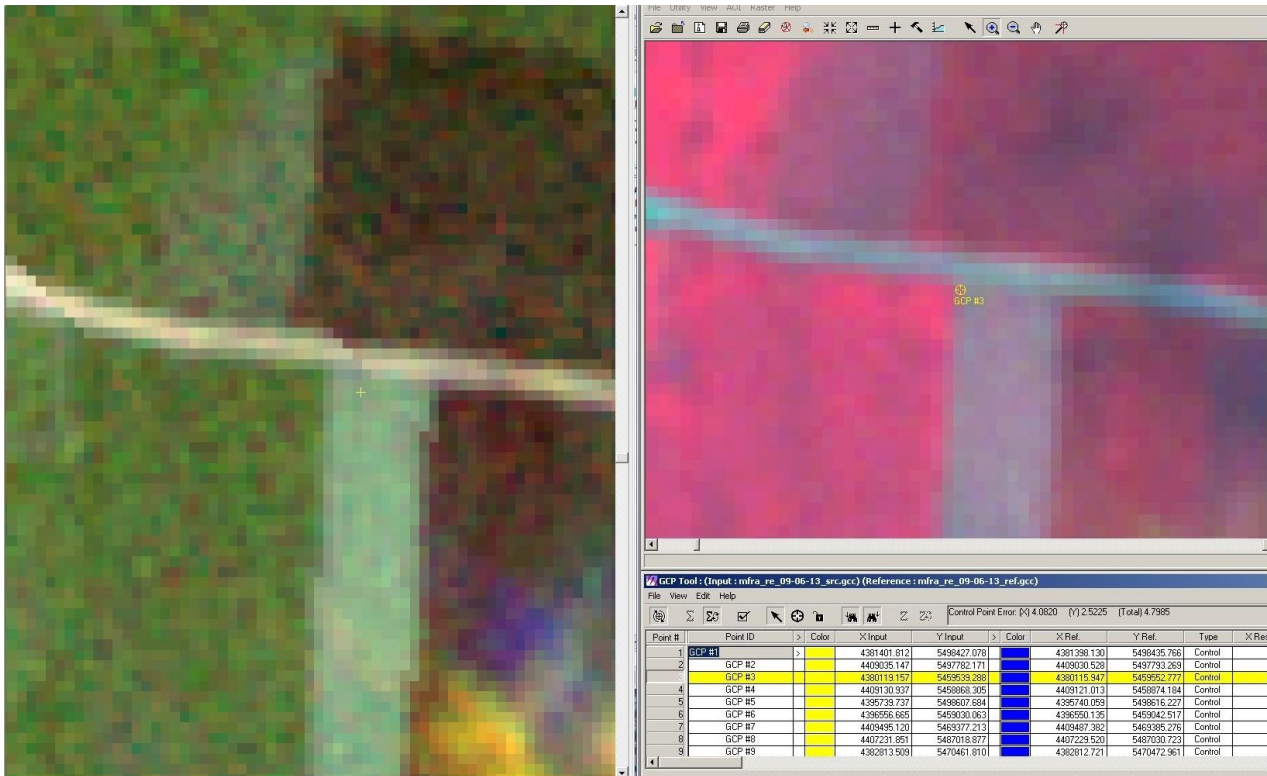 File Utility View AOI Raster Help
GCP #3
GCP Tool : (Input : mfra_re_09-06-13_src.gcc) (Reference : mfra_re_09-06-13_ref.gcc)
File View Edit Help
Control Point Error: (X) 4.0820 (Y) 2.5225 (Total) 4.7985
Point # Point ID > Color X Input Y Input > Color X Ref. Y Ref. Type X Res
1 GCP #1 > 4381401.812 5498427.078 4381398.130 5498435.766 Control
2 GCP #2 4409035.147 5497782.171 4409030.528 5497793.269 Control
3 GCP #3 4380119.157 5459539.288 4380115.947 5459552.777 Control
4 GCP #4 4409130.937 5458868.305 4409121.013 5458874.184 Control
5 GCP #5 4395739.737 5498607.684 4395740.059 5498616.227 Control
6 GCP #6 4396556.665 5459030.063 4396550.135 5459042.517 Control
7 GCP #7 4409495.120 5469377.213 4409487.382 5469385.276 Control
8 GCP #8 4407231.851 5487018.877 4407229.520 5487030.723 Control
9 GCP #9 4382813.509 5470461.810 4382812.721 5470472.961 Control